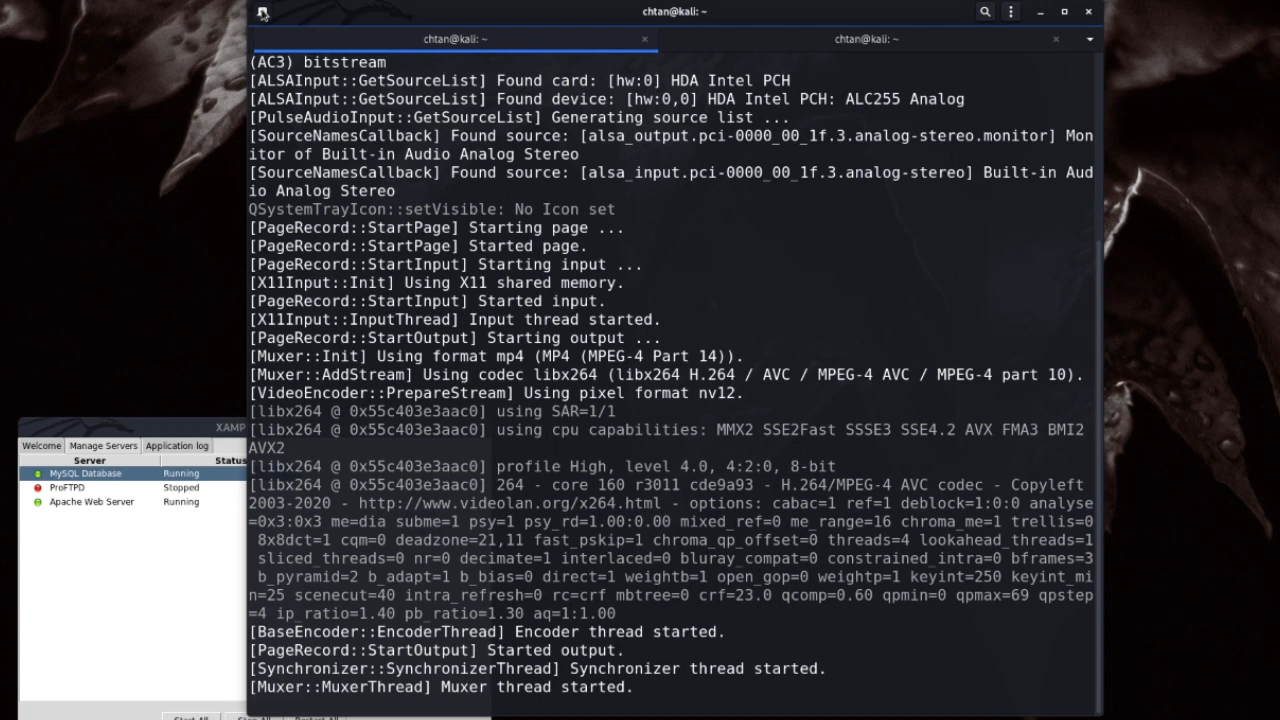 chtan@kali: ~
chtan@kali: ~
chtan@kali: ~
(AC3) bitstream
[ALSAInput::GetSourceList] Found card: [hw:0] HDA Intel PCH
[ALSAInput::GetSourceList] Found device: [hw:0,0] HDA Intel PCH: ALC255 Analog
[PulseAudioInput::GetSourceList] Generating source list ...
[SourceNamesCallback] Found source: [alsa_output.pci-0000_00_1f.3.analog-stereo.monitor] Mon
itor of Built-in Audio Analog Stereo
[SourceNamesCallback] Found source: [alsa_input.pci-0000_00_1f.3.analog-stereo] Built-in Aud
io Analog Stereo
QSystemTrayIcon::setVisible: No Icon set
[PageRecord::StartPage] Starting page ...
[PageRecord::StartPage] Started page.
[PageRecord::StartInput] Starting input ...
[X11Input::Init] Using X11 shared memory.
[PageRecord::StartInput] Started input.
[X11Input::InputThread] Input thread started.
[PageRecord::StartOutput] Starting output ...
[Muxer::Init] Using format mp4 (MP4 (MPEG-4 Part 14)).
[Muxer::AddStream] Using codec libx264 (libx264 H.264 / AVC / MPEG-4 AVC / MPEG-4 part 10).
[VideoEncoder::PrepareStream] Using pixel format nv12.
[libx264 @ 0x55c403e3aac0] using SAR=1/1
[libx264 @ 0x55c403e3aac0] using cpu capabilities: MMX2 SSE2Fast SSSE3 SSE4.2 AVX FMA3 BMI2
AVX2
[libx264 @ 0x55c403e3aac0] profile High, level 4.0, 4:2:0, 8-bit
[libx264 @ 0x55c403e3aac0] 264 - core 160 r3011 cde9a93 - H.264/MPEG-4 AVC codec - Copyleft
2003-2020 - http://www.videolan.org/x264.html - options: cabac=1 ref=1 deblock=1:0:0 analyse
=0x3:0x3 me=dia subme=1 psy=1 psy_rd=1.00:0.00 mixed_ref=0 me_range=16 chroma_me=1 trellis=0
8x8dct=1 cqm=0 deadzone=21,11 fast_pskip=1 chroma_qp_offset=0 threads=4 lookahead_threads=1
sliced_threads=0 nr=0 decimate=1 interlaced=0 bluray_compat=0 constrained_intra=0 bframes=3
b_pyramid=2 b_adapt=1 b_bias=0 direct=1 weightb=1 open_gop=0 weightp=1 keyint=250 keyint_mi
n=25 scenecut=40 intra_refresh=0 rc=crf mbtree=0 crf=23.0 qcomp=0.60 qpmin=0 qpmax=69 qpstep
=4 ip_ratio=1.40 pb_ratio=1.30 aq=1:1.00
[BaseEncoder::EncoderThread] Encoder thread started.
[PageRecord::StartOutput] Started output.
[Synchronizer::SynchronizerThread] Synchronizer thread started.
[Muxer::MuxerThread] Muxer thread started.
XAMP
Welcome Manage Servers Application log
Server Status
MySQL Database Running
ProFTPD Stopped
Apache Web Server Running